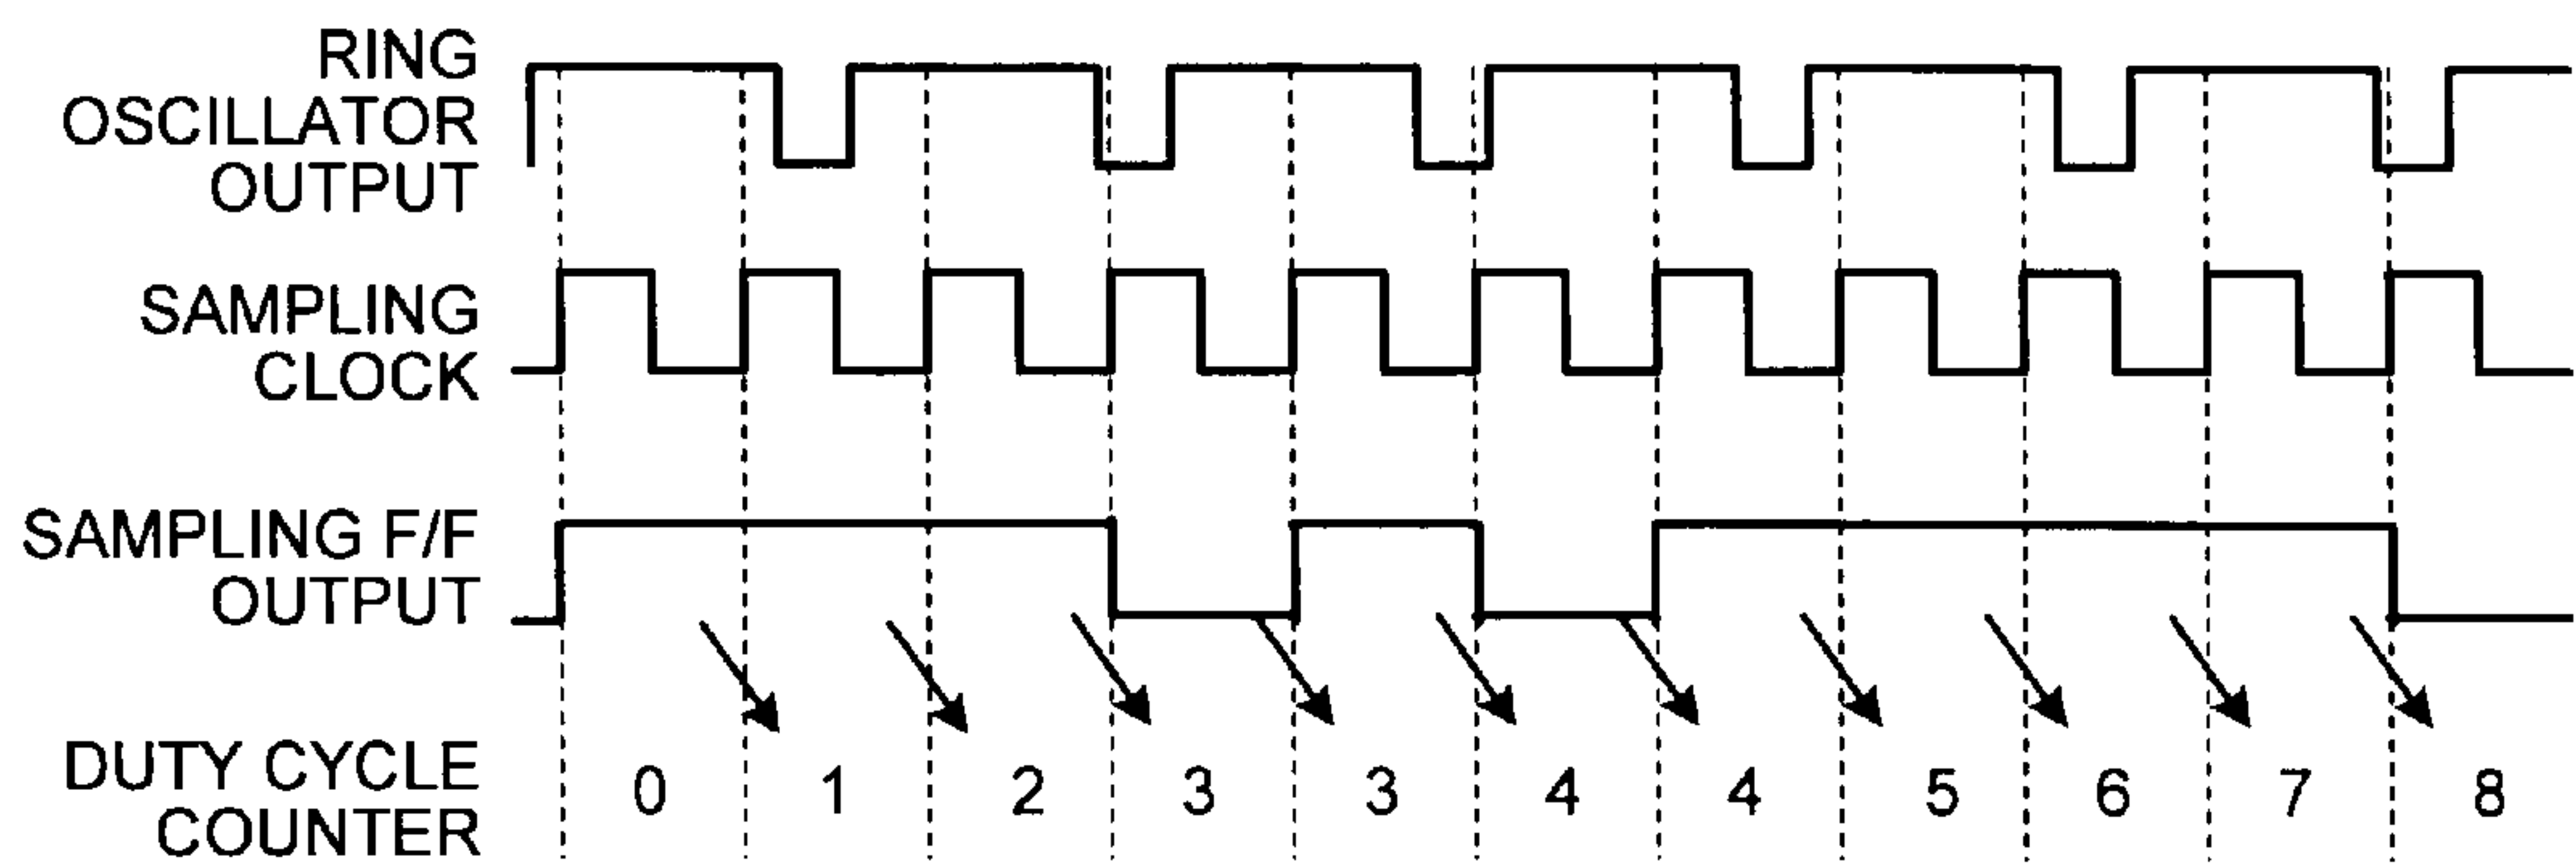 RING
OSCILLATOR
OUTPUT
SAMPLING
CLOCK
SAMPLING F/F
OUTPUT
DUTY CYCLE
COUNTER
0 1 2 3 3 4 4 5 6 7 8